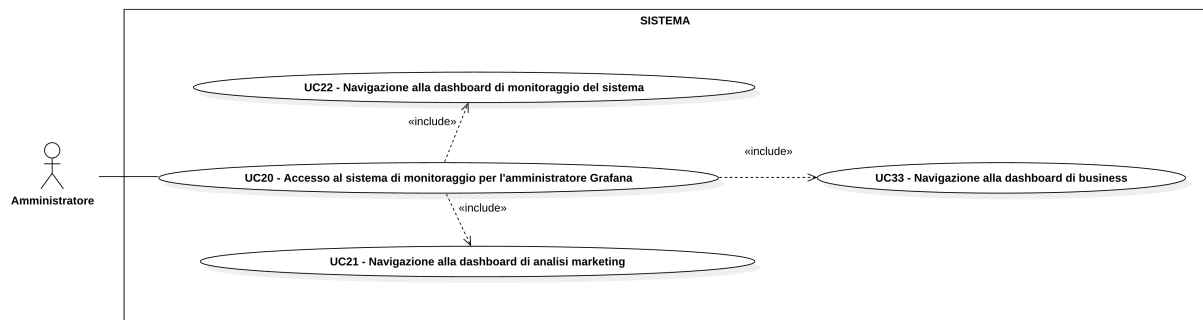 SISTEMA
UC22 - Navigazione alla dashboard di monitoraggio del sistema
«include»
«include»
UC20 - Accesso al sistema di monitoraggio per l'amministratore Grafana
UC33 - Navigazione alla dashboard di business
Amministratore
«include»
UC21 - Navigazione alla dashboard di analisi marketing